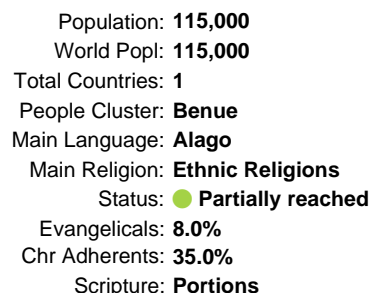 Population: 115,000
World Popl: 115,000
Total Countries: 1
People Cluster: Benue
Main Language: Alago
Main Religion: Ethnic Religions
Status: Partially reached
Evangelicals: 8.0%
Chr Adherents: 35.0%
Scripture: Portions